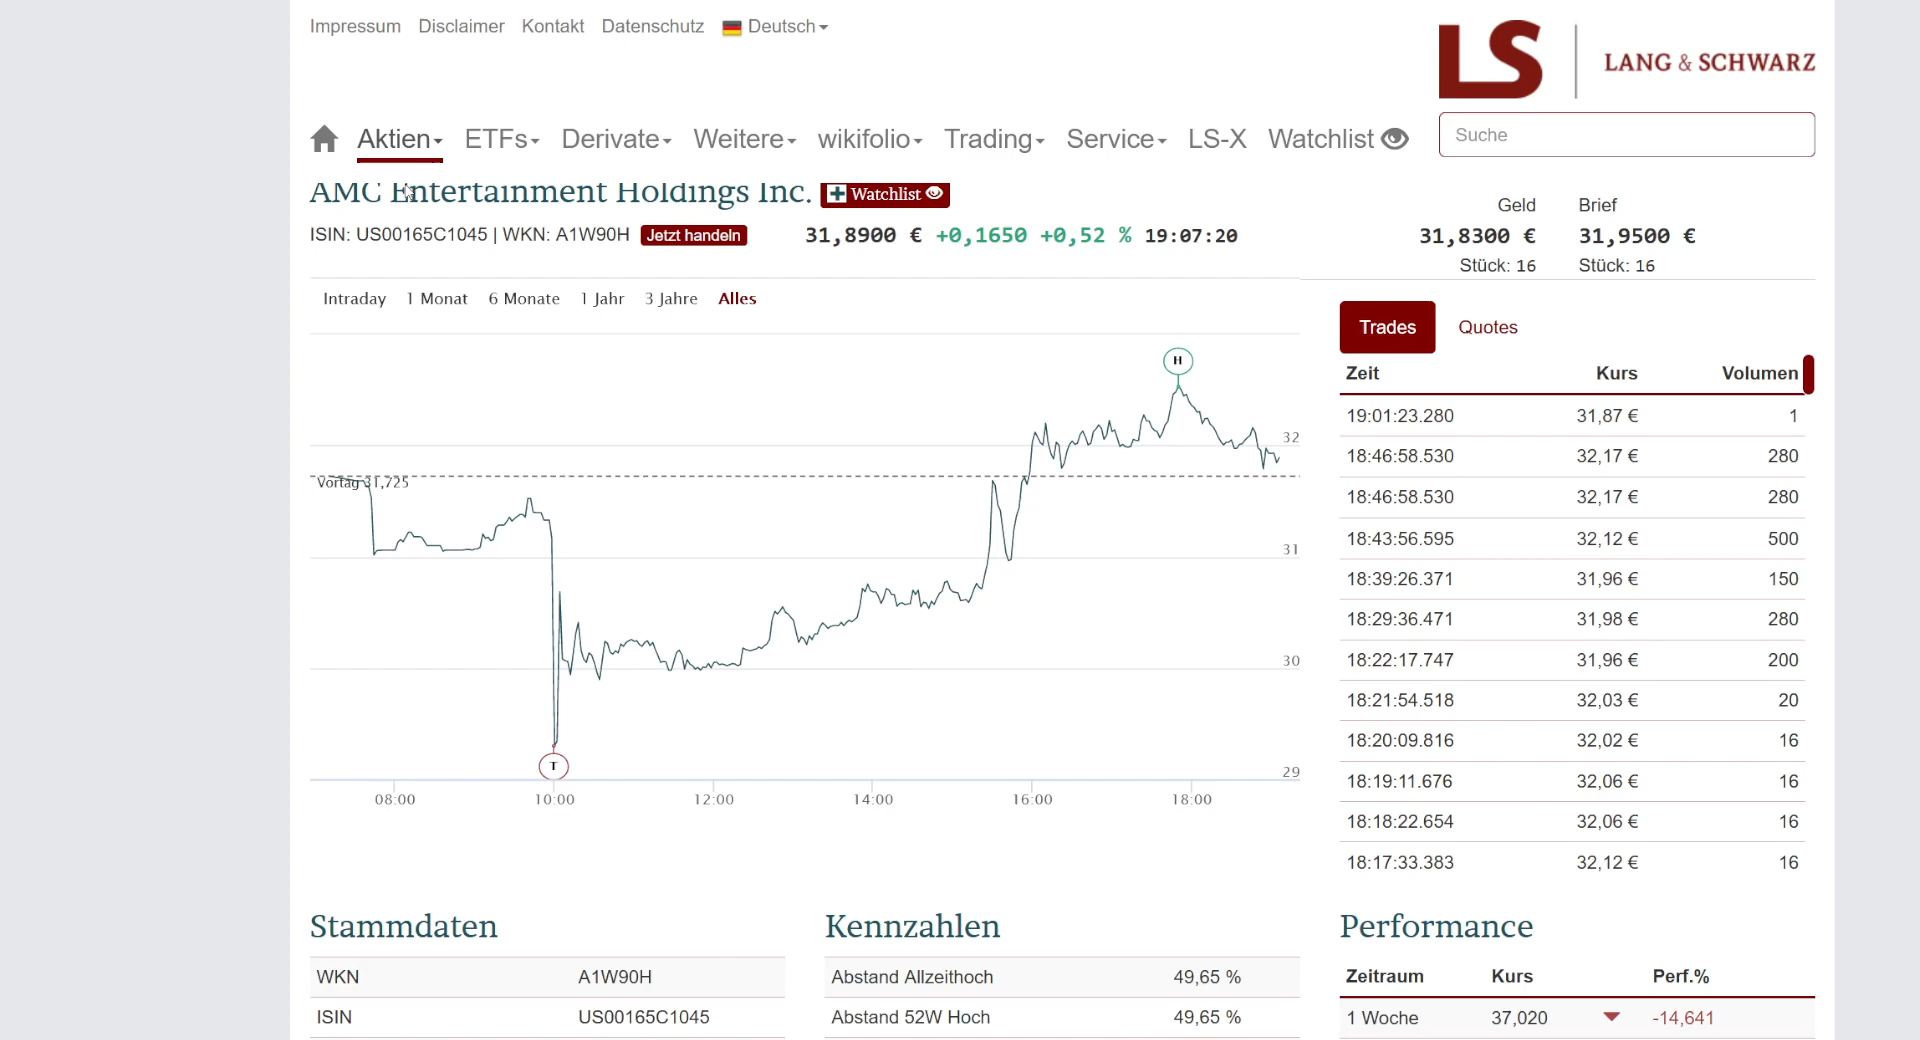 Impressum Disclaimer Kontakt Datenschutz Deutsch
LS LANG & SCHWARZ
Aktien ETFs Derivate Weitere wikifolio Trading Service LS-X Watchlist
Suche
AMC Entertainment Holdings Inc. Watchlist
ISIN: US00165C1045 | WKN: A1W90H Jetzt handeln 31,8900 € +0,1650 +0,52 % 19:07:20
Geld Brief
31,8300 € 31,9500 €
Stück: 16 Stück: 16
Intraday 1 Monat 6 Monate 1 Jahr 3 Jahre Alles
H
32
Vortag 31,725
31
30
T
29
08:00 10:00 12:00 14:00 16:00 18:00
Trades Quotes
Zeit Kurs Volumen
19:01:23.280 31,87 € 1
18:46:58.530 32,17 € 280
18:46:58.530 32,17 € 280
18:43:56.595 32,12 € 500
18:39:26.371 31,96 € 150
18:29:36.471 31,98 € 280
18:22:17.747 31,96 € 200
18:21:54.518 32,03 € 20
18:20:09.816 32,02 € 16
18:19:11.676 32,06 € 16
18:18:22.654 32,06 € 16
18:17:33.383 32,12 € 16
Stammdaten
WKN A1W90H
ISIN US00165C1045
Kennzahlen
Abstand Allzeithoch 49,65 %
Abstand 52W Hoch 49,65 %
Performance
Zeitraum Kurs Perf.%
1 Woche 37,020 -14,641